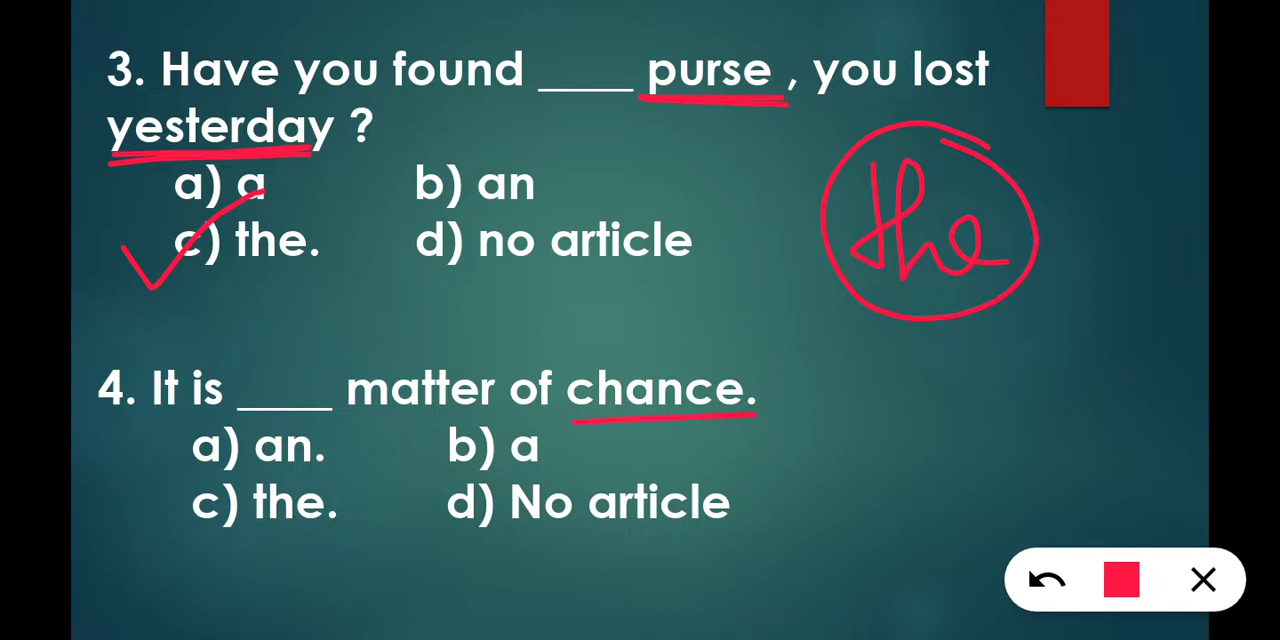 3. Have you found ____ purse , you lost
yesterday ?
a) a b) an
c) the. d) no article
the
4. It is ____ matter of chance.
a) an. b) a
c) the. d) No article